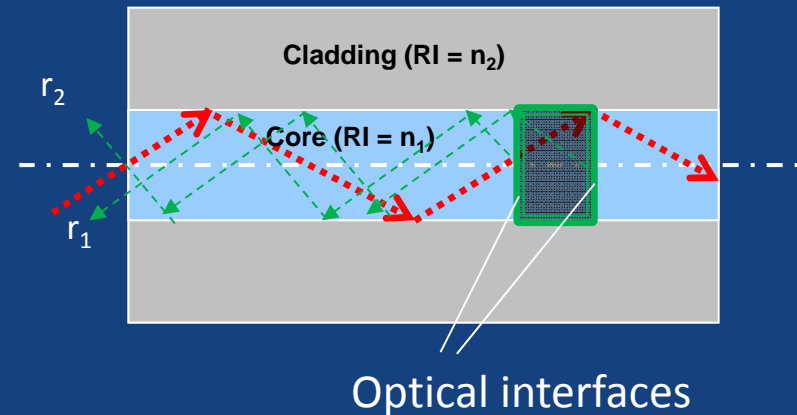 Cladding (RI = n₂)
r₂
Core (RI = n₁)
r₁
Optical interfaces